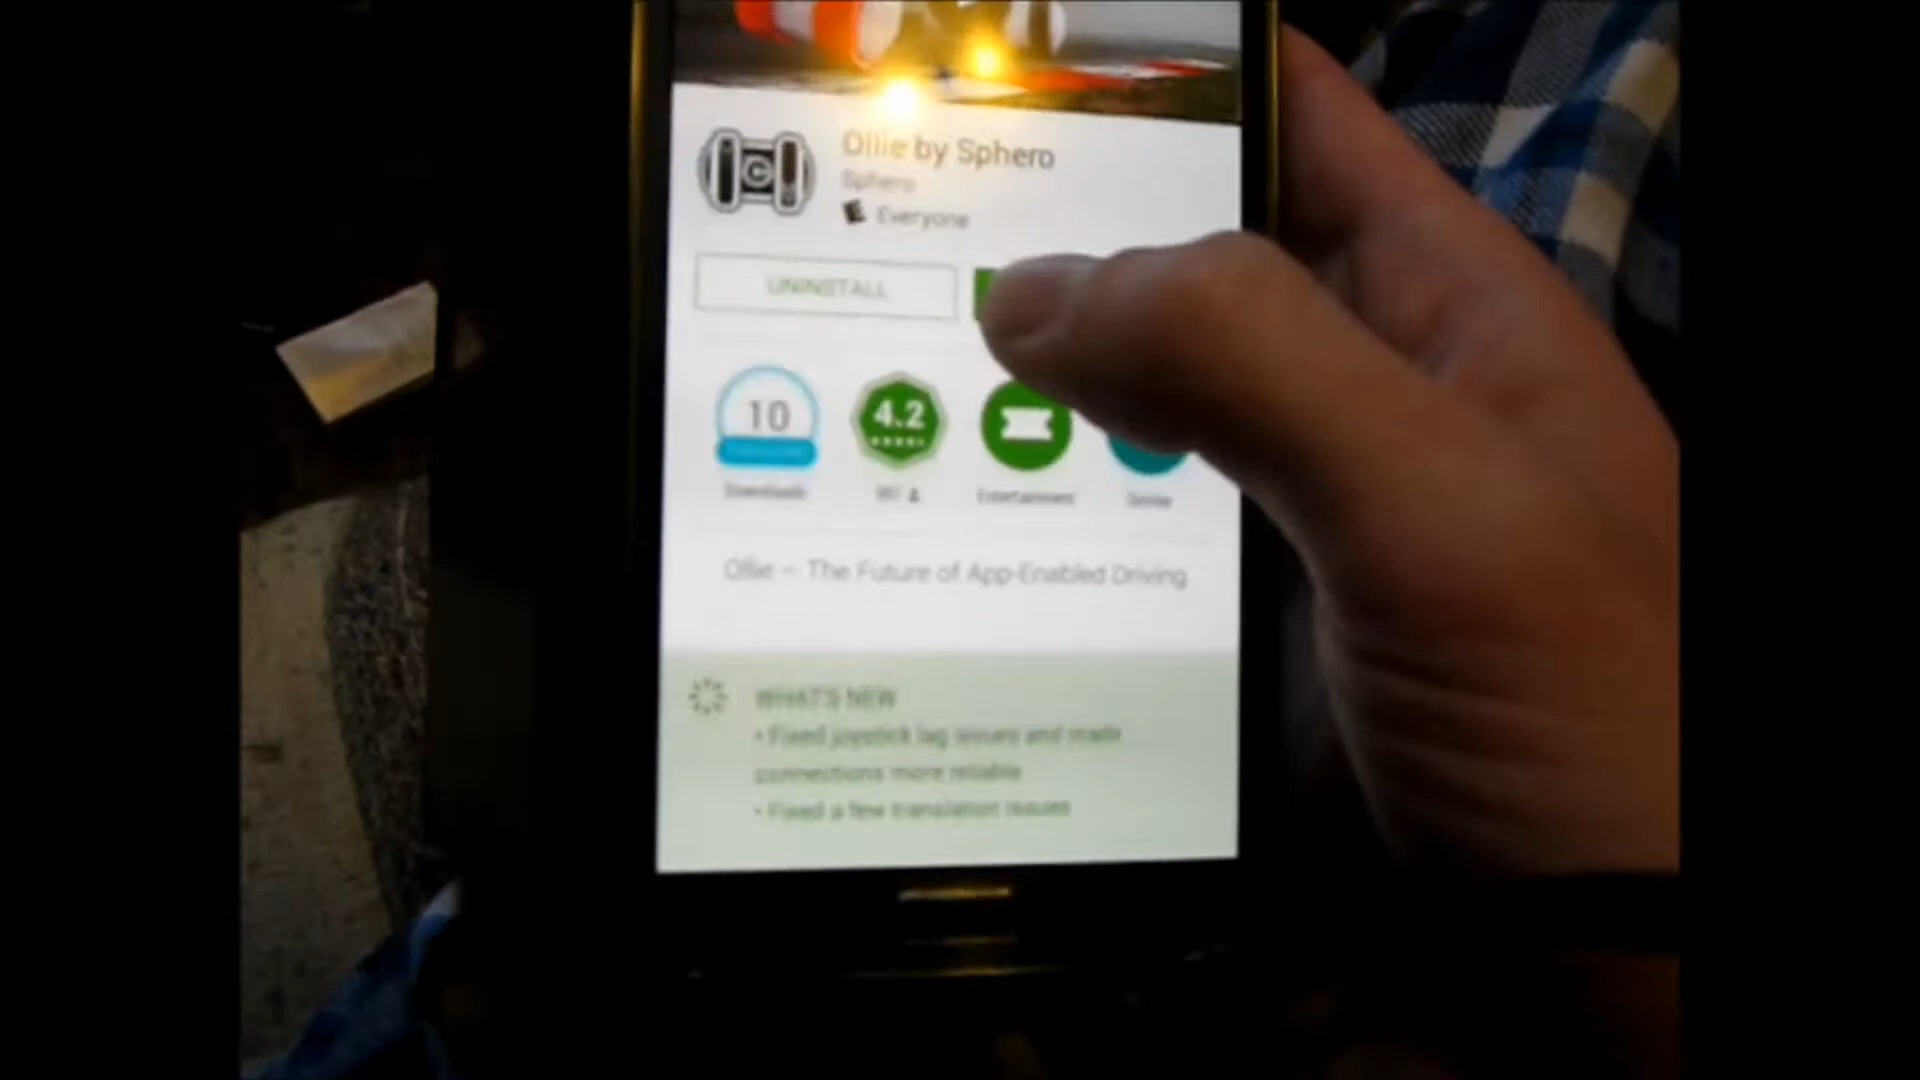 Ollie by Sphero
Sphero
E Everyone
UNINSTALL
10
4.2
Downloads
Entertainment
Similar
Ollie — The Future of App-Enabled Driving
WHAT'S NEW
• Fixed joystick lag issues and made
connections more reliable
• Fixed a few translation issues